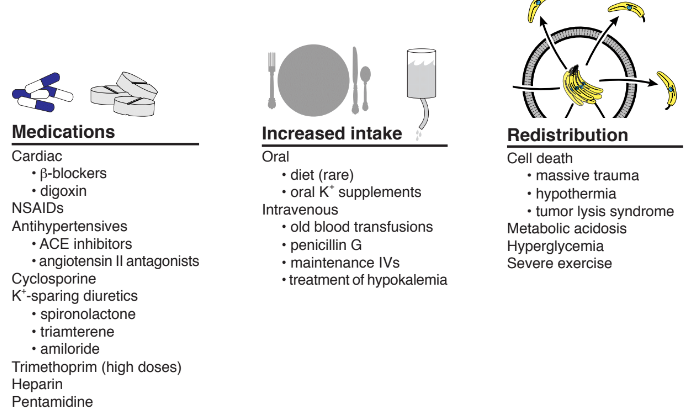 Medications
Cardiac
• β-blockers
• digoxin
NSAIDs
Antihypertensives
• ACE inhibitors
• angiotensin II antagonists
Cyclosporine
K⁺-sparing diuretics
• spironolactone
• triamterene
• amiloride
Trimethoprim (high doses)
Heparin
Pentamidine
Increased intake
Oral
• diet (rare)
• oral K⁺ supplements
Intravenous
• old blood transfusions
• penicillin G
• maintenance IVs
• treatment of hypokalemia
Redistribution
Cell death
• massive trauma
• hypothermia
• tumor lysis syndrome
Metabolic acidosis
Hyperglycemia
Severe exercise